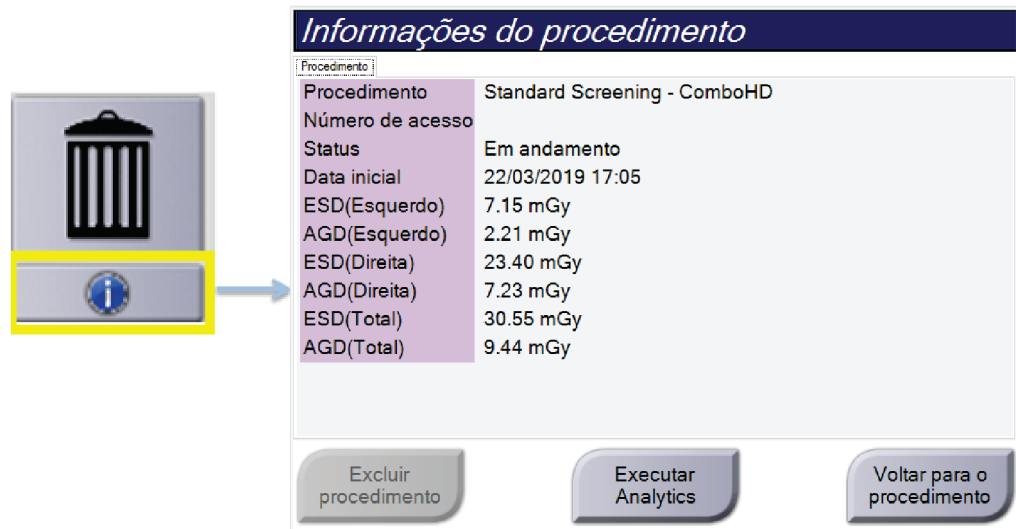 Informações do procedimento
Procedimento
Procedimento Standard Screening - ComboHD
Número de acesso
Status Em andamento
Data inicial 22/03/2019 17:05
ESD(Esquerdo) 7.15 mGy
AGD(Esquerdo) 2.21 mGy
ESD(Direita) 23.40 mGy
AGD(Direita) 7.23 mGy
ESD(Total) 30.55 mGy
AGD(Total) 9.44 mGy
Excluir
procedimento
Executar
Analytics
Voltar para o
procedimento